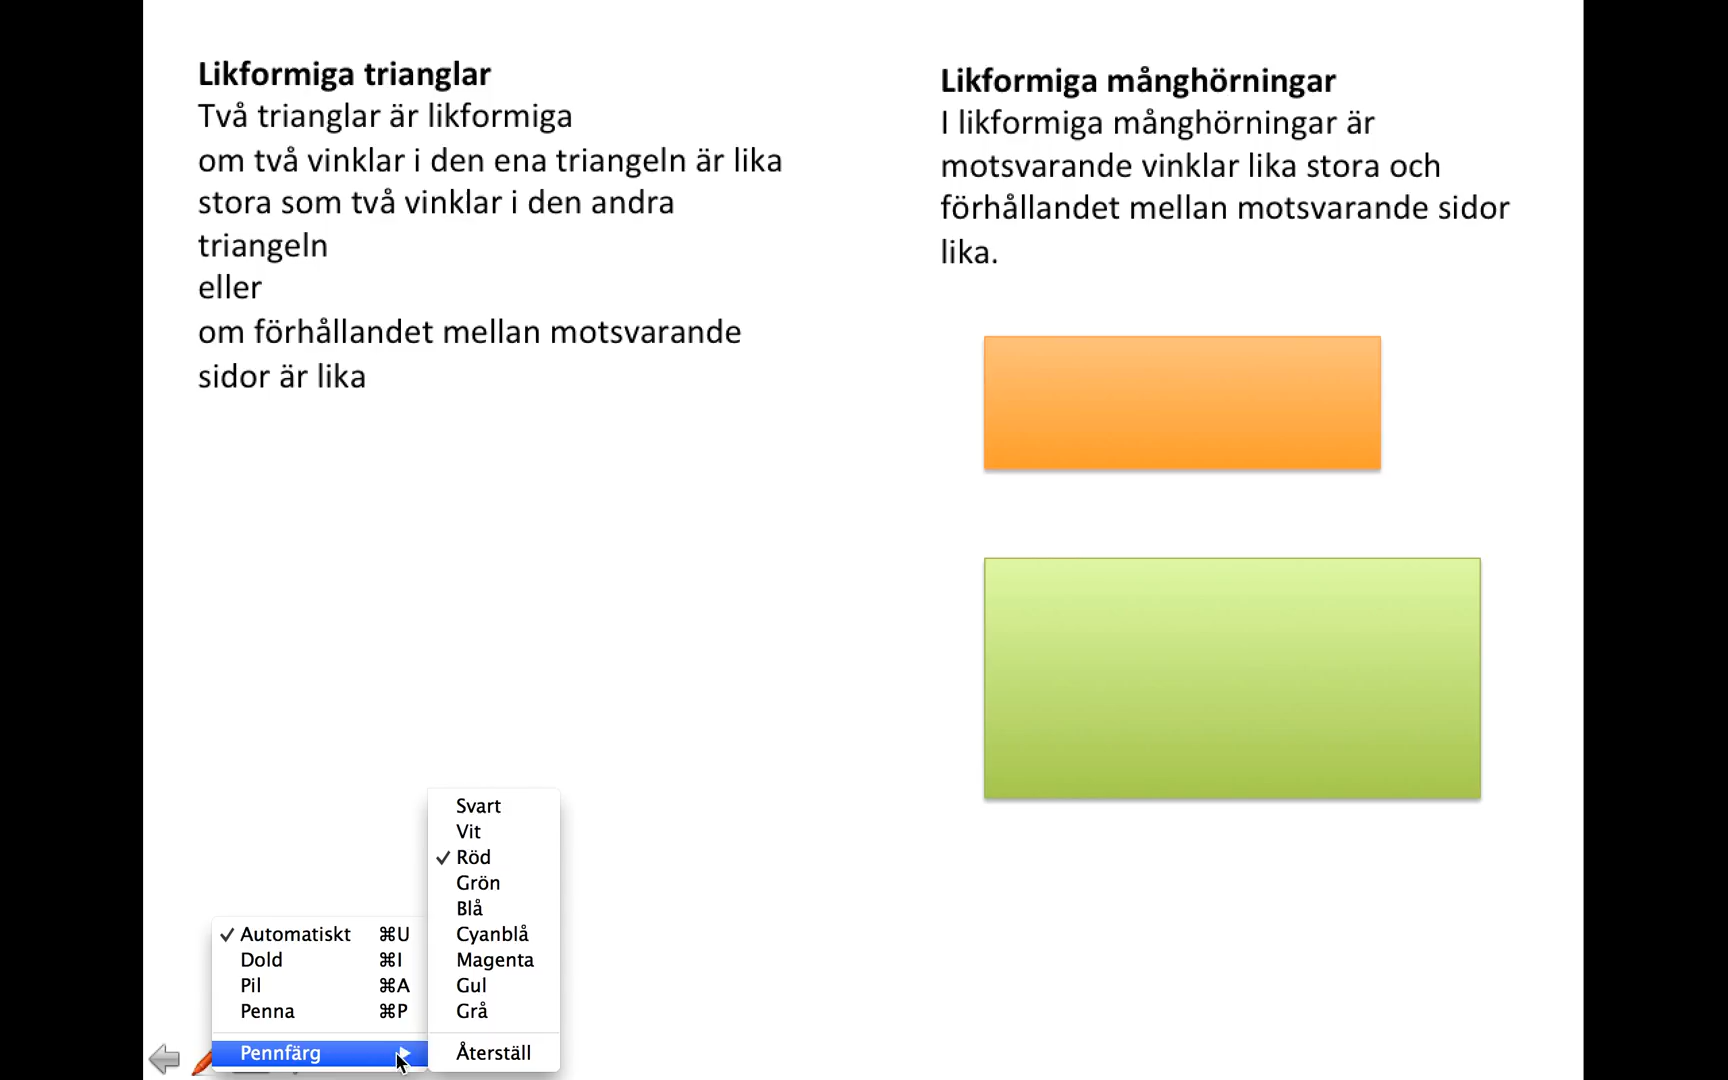 Likformiga trianglar
Två trianglar är likformiga
om två vinklar i den ena triangeln är lika
stora som två vinklar i den andra
triangeln
eller
om förhållandet mellan motsvarande
sidor är lika
Likformiga månghörningar
I likformiga månghörningar är
motsvarande vinklar lika stora och
förhållandet mellan motsvarande sidor
lika.
Automatiskt ⌘U
Dold ⌘I
Pil ⌘A
Penna ⌘P
Pennfärg
Svart
Vit
Röd
Grön
Blå
Cyanblå
Magenta
Gul
Grå
Återställ